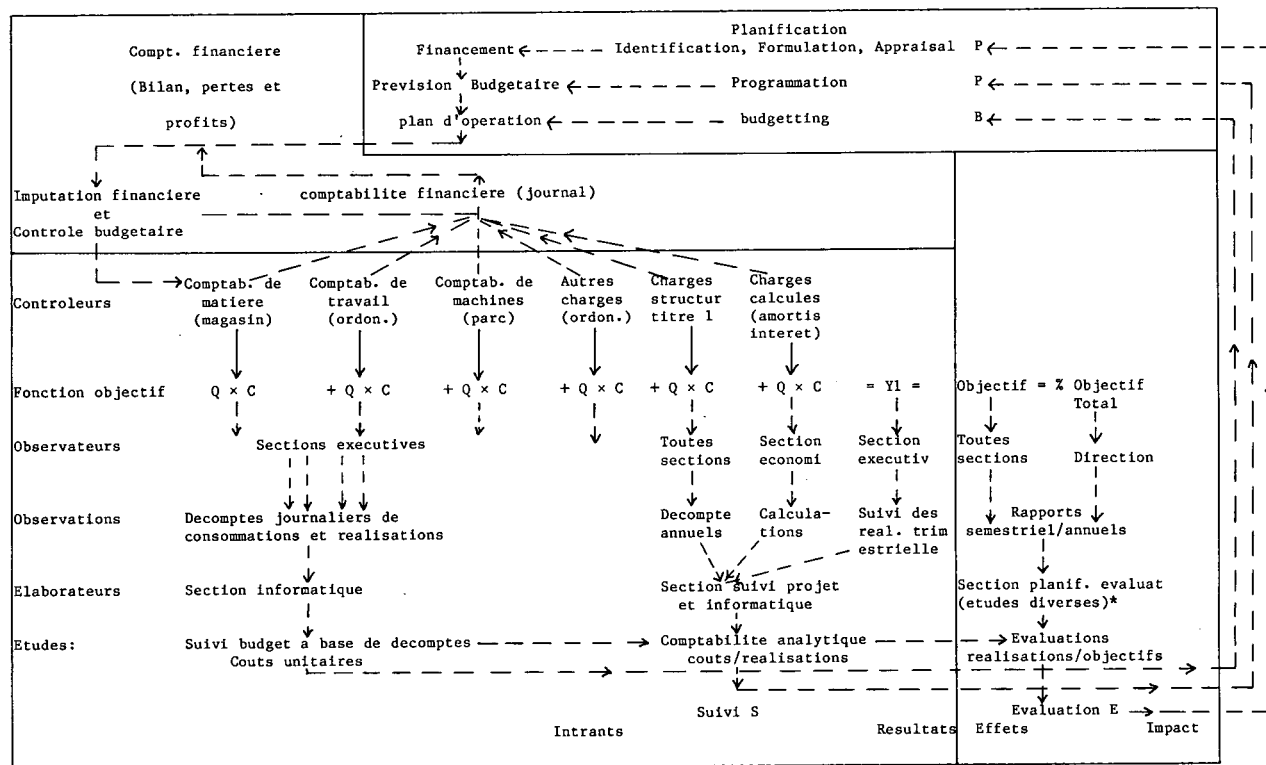 Planification
Compt. financiere
Financement
Identification, Formulation, Appraisal P
(Bilan, pertes et
Prevision Budgetaire
Programmation
P
profits)
plan d'operation
budgetting
B
Imputation financiere
et
Controle budgetaire
comptabilite financiere (journal)
Controleurs
Comptab. de
matiere
(magasin)
Comptab. de
travail
(ordon.)
Comptab. de
machines
(parc)
Autres
charges
(ordon.)
Charges
structur
titre 1
Charges
calcules
(amortis
interet)
Fonction objectif
Q × C
+ Q × C
+ Q × C
+ Q × C
+ Q × C
+ Q × C
= Y1 =
Objectif = % Objectif
Total
Observateurs
Sections executives
Toutes
sections
Section
economi
Section
executiv
Toutes
sections
Direction
Observations
Decomptes journaliers de
consommations et realisations
Decompte
annuels
Calcula-
tions
Suivi des
real. trim
estrielle
Rapports
semestriel/annuels
Elaborateurs
Section informatique
Section suivi projet
et informatique
Section planif. evaluat
(etudes diverses)*
Etudes:
Suivi budget a base de decomptes
Couts unitaires
Comptabilite analytique
couts/realisations
Evaluations
realisations/objectifs
Suivi S
Evaluation E
Intrants
Resultats
Effets
Impact